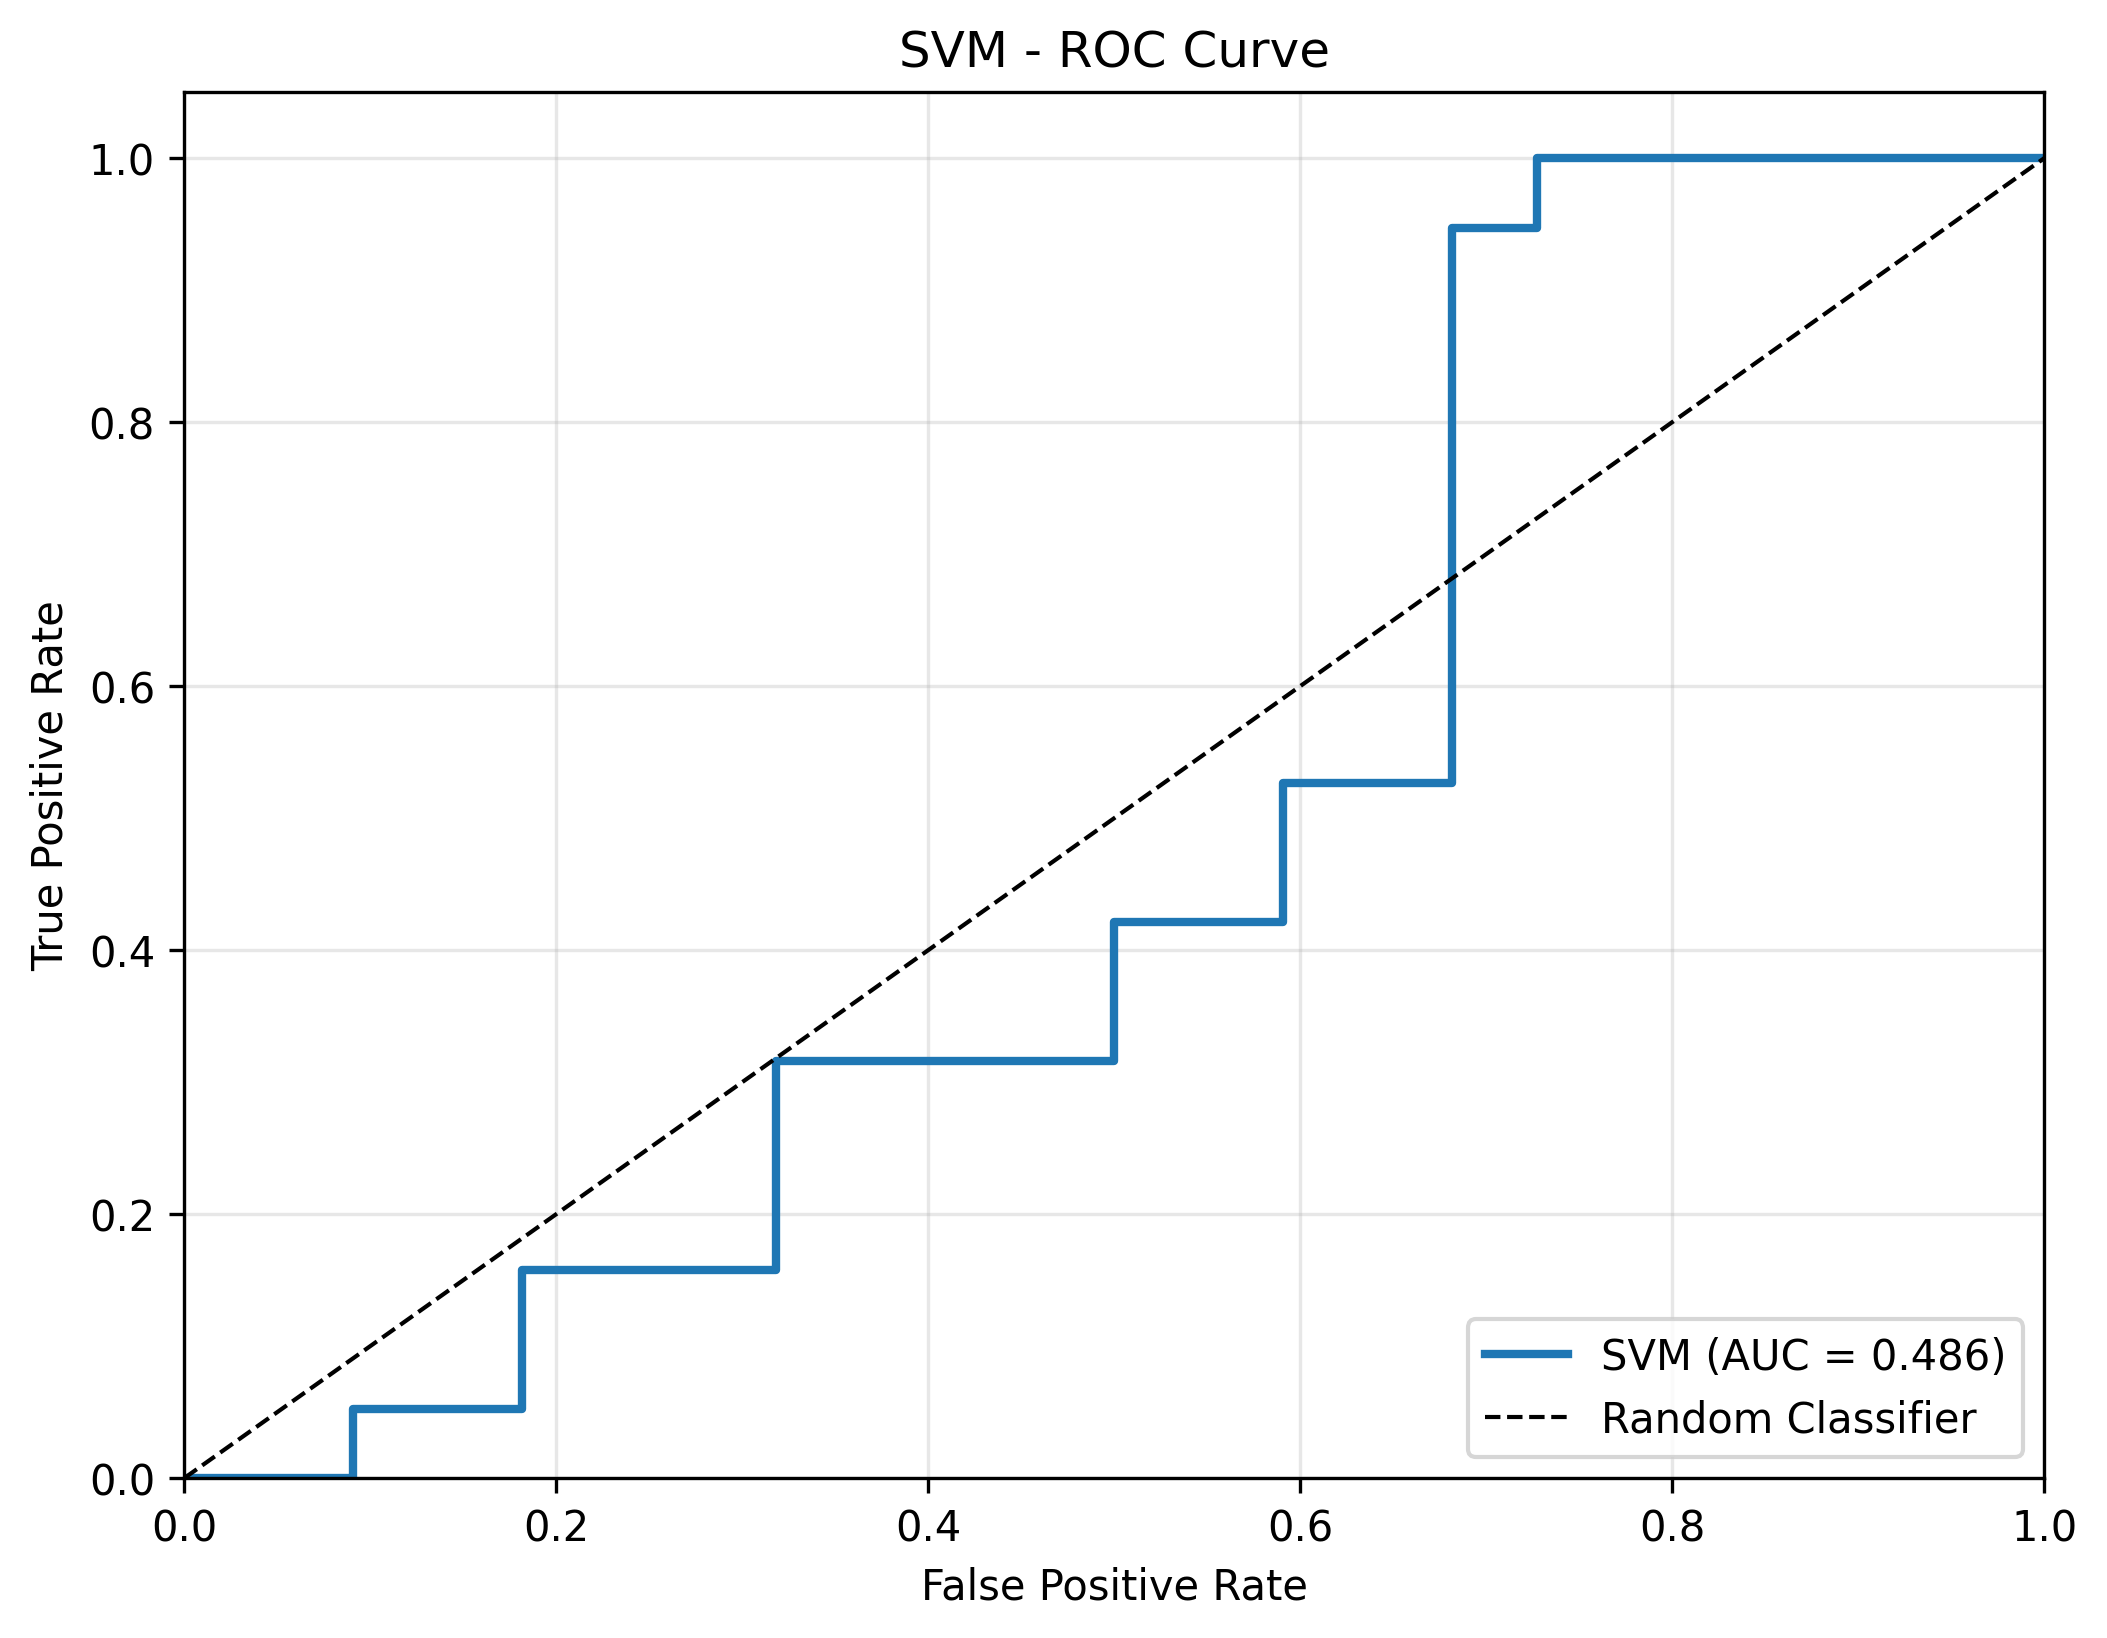 SVM - ROC Curve
True Positive Rate
1.0
0.8
0.6
0.4
0.2
0.0
0.0 0.2 0.4 0.6 0.8 1.0
False Positive Rate
SVM (AUC = 0.486)
Random Classifier